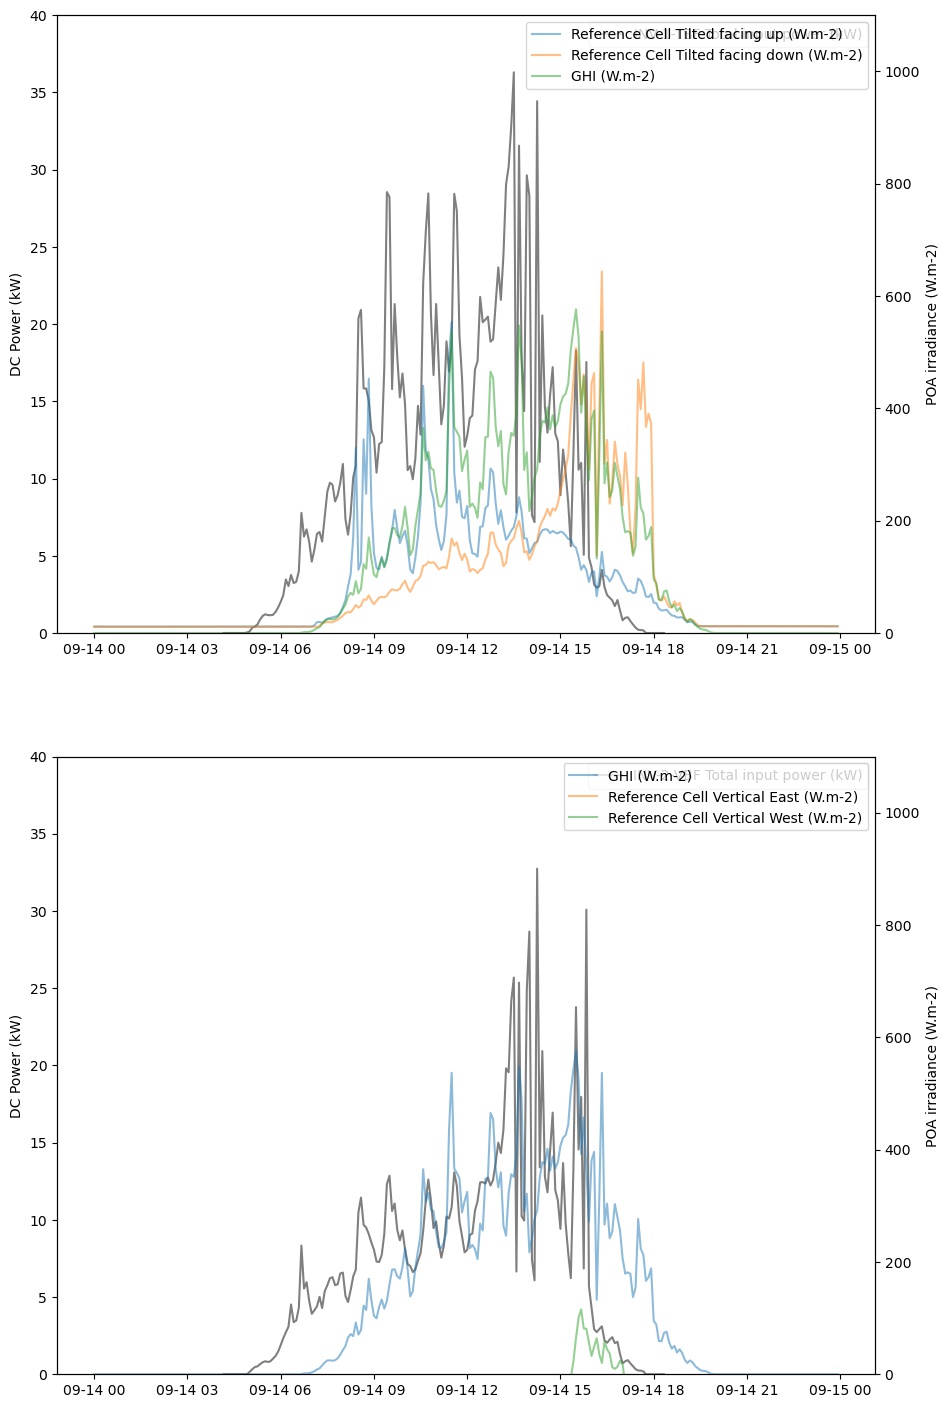 40
35
30
25
20
15
10
5
0
DC Power (kW)
Reference Cell Tilted facing up (W.m-2)
Reference Cell Tilted facing down (W.m-2)
GHI (W.m-2)
1000
800
600
400
200
0
POA irradiance (W.m-2)
09-14 00 09-14 03 09-14 06 09-14 09 09-14 12 09-14 15 09-14 18 09-14 21 09-15 00
40
35
30
25
20
15
10
5
0
DC Power (kW)
Total input power (kW)
GHI (W.m-2)
Reference Cell Vertical East (W.m-2)
Reference Cell Vertical West (W.m-2)
1000
800
600
400
200
0
POA irradiance (W.m-2)
09-14 00 09-14 03 09-14 06 09-14 09 09-14 12 09-14 15 09-14 18 09-14 21 09-15 00